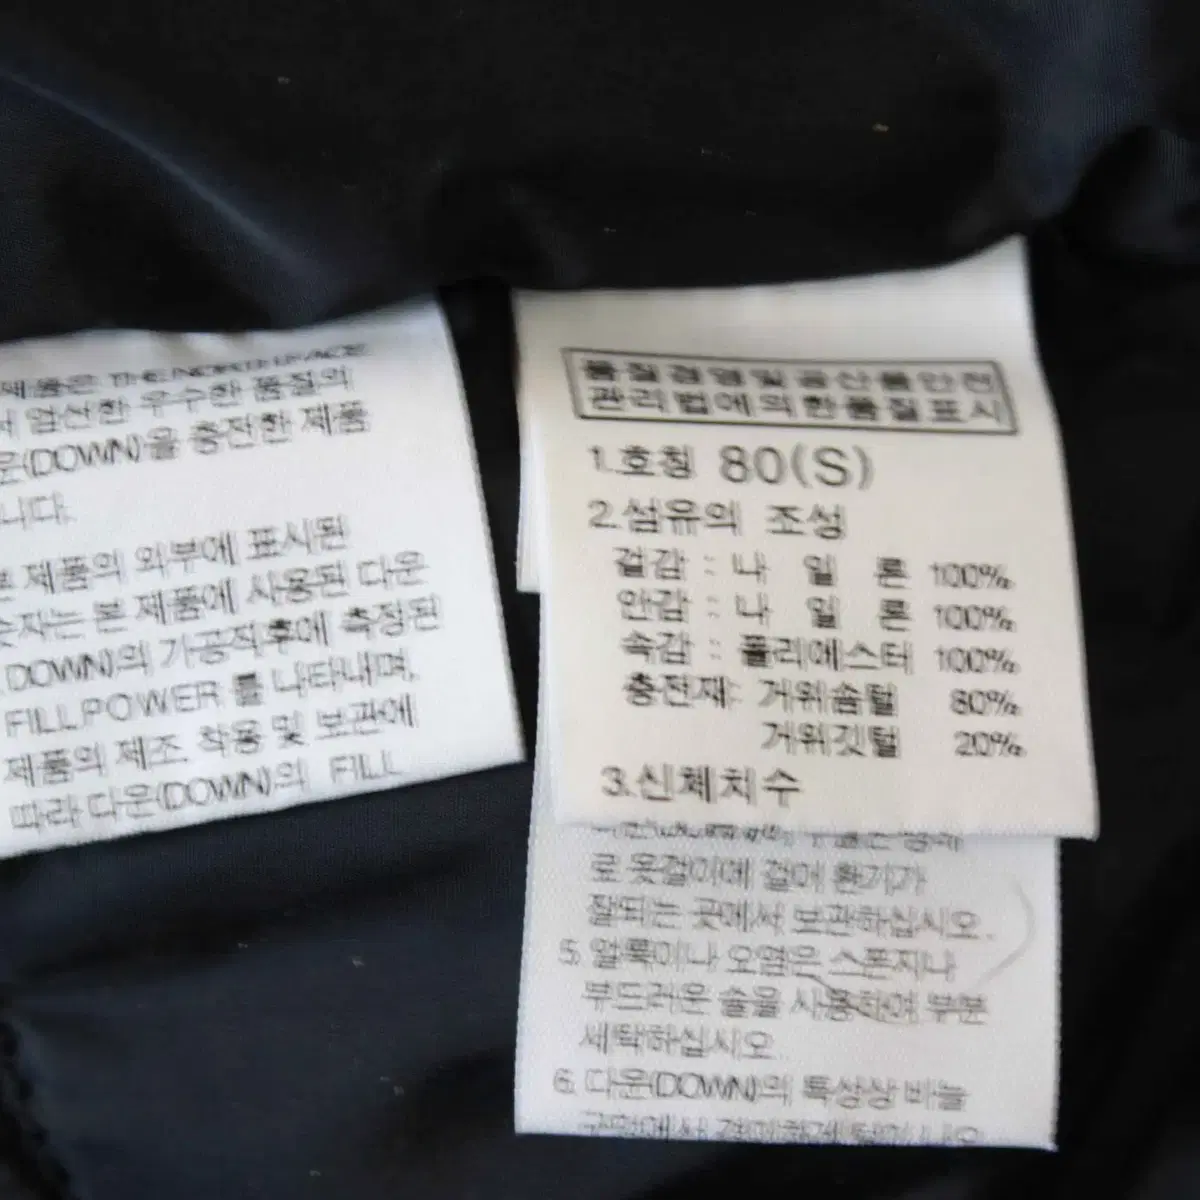 제품은 THE NORTH FACE
서 엄선한 우수한 품질의
운(DOWN)을 충전한 제품
니다.
본 제품의 외부에 표시된
숫자는 본 제품에 사용된 다운
(DOWN)의 가공직후에 측정된
FILL POWER 를 나타내며,
제품의 제조, 착용 및 보관에
따라 다운(DOWN)의 FILL
품질경영및공산품안전
관리법에의한품질표시
1.호칭 80(S)
2.섬유의 조성
겉감 : 나 일 론 100%
안감 : 나 일 론 100%
속감 : 폴리에스터 100%
충전재: 거위솜털 80%
거위깃털 20%
3.신체치수
로 옷걸이에 걸어 환기가
잘되는 곳에서 보관하십시오.
5. 얼룩이나 오염은 스폰지나
부드러운 솔을 사용하여 부분
세탁하십시오
6. 다운(DOWN)의 특성상 바늘